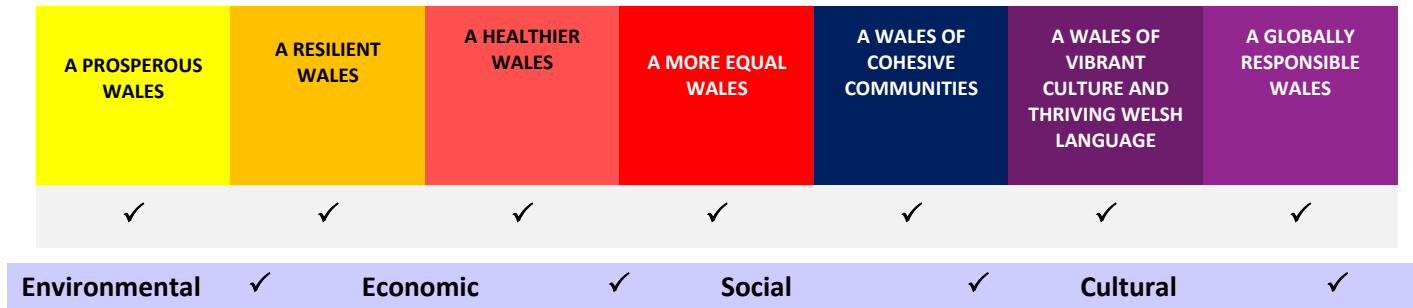 A PROSPEROUS
WALES
A RESILIENT
WALES
A HEALTHIER
WALES
A MORE EQUAL
WALES
A WALES OF
COHESIVE
COMMUNITIES
A WALES OF
VIBRANT
CULTURE AND
THRIVING WELSH
LANGUAGE
A GLOBALLY
RESPONSIBLE
WALES
✓ ✓ ✓ ✓ ✓ ✓ ✓
Environmental ✓ Economic ✓ Social ✓ Cultural ✓